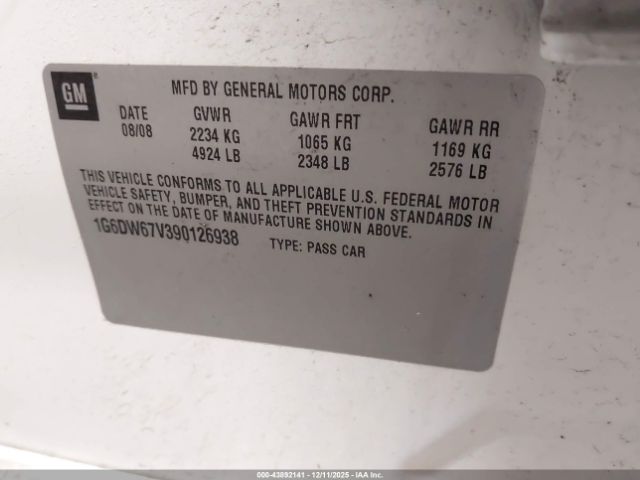 GM
MFD BY GENERAL MOTORS CORP.
DATE GVWR GAWR FRT GAWR RR
08/08 2234 KG 1065 KG 1169 KG
4924 LB 2348 LB 2576 LB
THIS VEHICLE CONFORMS TO ALL APPLICABLE U.S. FEDERAL MOTOR
VEHICLE SAFETY, BUMPER, AND THEFT PREVENTION STANDARDS IN
EFFECT ON THE DATE OF MANUFACTURE SHOWN ABOVE.
1G6DW67V390126938 TYPE: PASS CAR
000-43892141 - 12/11/2025 - IAA Inc.